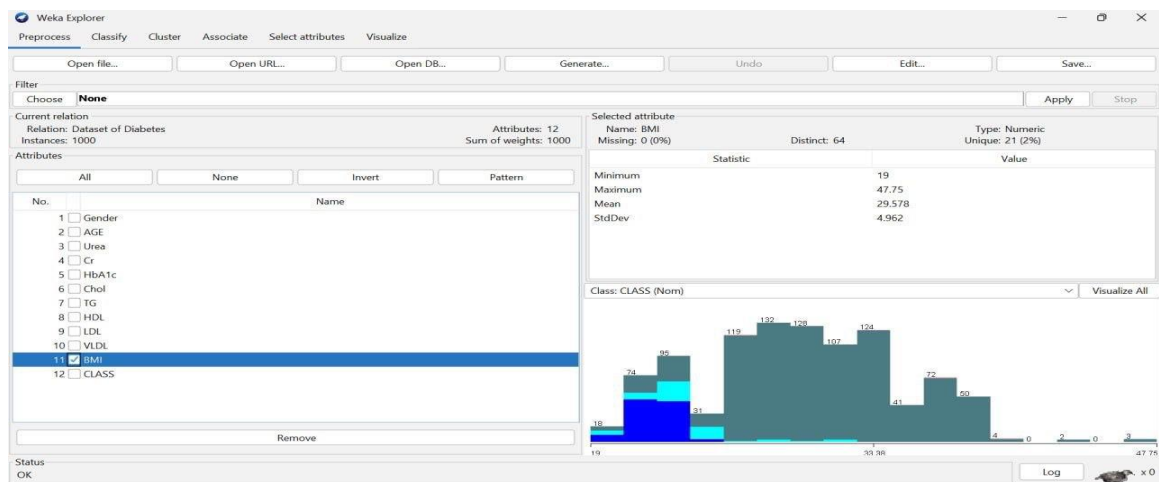 Weka Explorer
Preprocess Classify Cluster Associate Select attributes Visualize
Open file... Open URL... Open DB... Generate... Undo Edit... Save...
Filter
Choose None Apply Stop
Current relation
Relation: Dataset of Diabetes Attributes: 12
Instances: 1000 Sum of weights: 1000
Selected attribute
Name: BMI Type: Numeric
Missing: 0 (0%) Distinct: 64 Unique: 21 (2%)
Statistic Value
Minimum 19
Maximum 47.75
Mean 29.578
StdDev 4.962
Attributes
All None Invert Pattern
No. Name
1 Gender
2 AGE
3 Urea
4 Cr
5 HbA1c
6 Chol
7 TG
8 HDL
9 LDL
10 VLDL
11 BMI
12 CLASS
Remove
Class: CLASS (Nom) Visualize All
18 74 95 31 119 132 128 107 124 41 72 50 4 0 2 0 3
19 33.38 47.75
Status
OK Log x 0